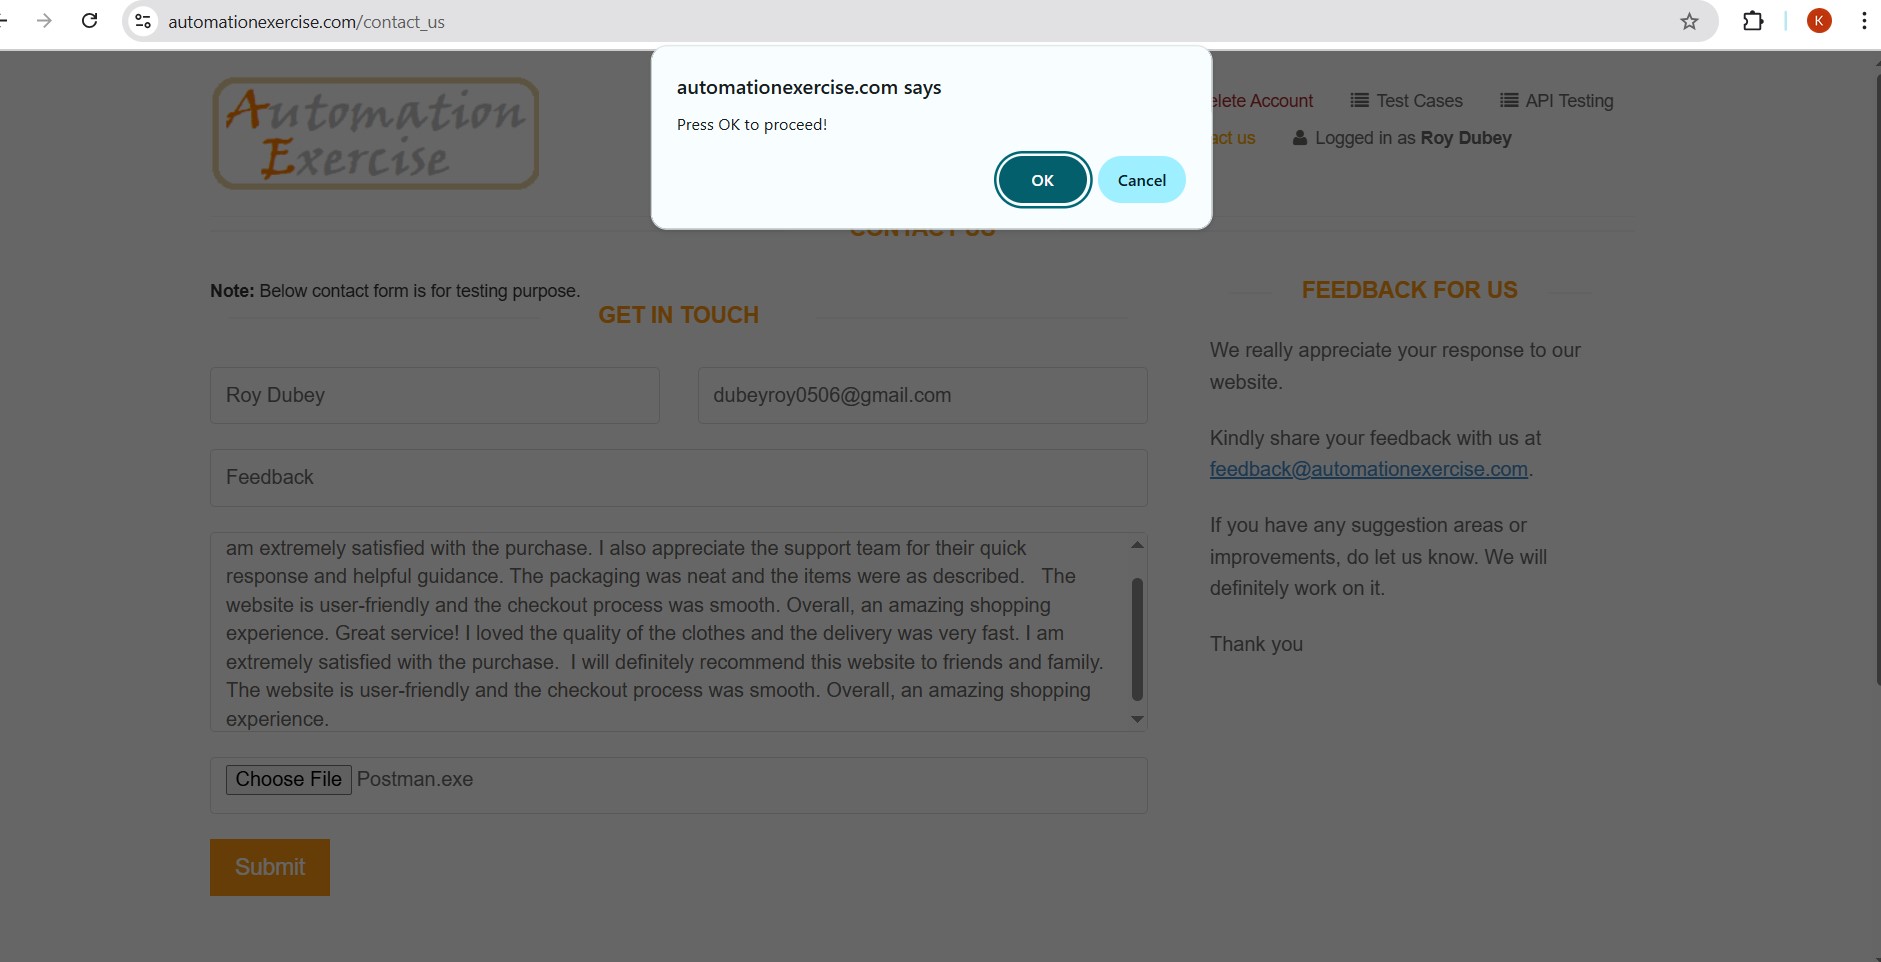 automationexercise.com/contact_us
K
automationexercise.com says
Press OK to proceed!
OK
Cancel
Automation
Exercise
elete Account
Test Cases
API Testing
act us
Logged in as Roy Dubey
CONTACT US
Note: Below contact form is for testing purpose.
GET IN TOUCH
Roy Dubey
dubeyroy0506@gmail.com
Feedback
am extremely satisfied with the purchase. I also appreciate the support team for their quick
response and helpful guidance. The packaging was neat and the items were as described.   The
website is user-friendly and the checkout process was smooth. Overall, an amazing shopping
experience. Great service! I loved the quality of the clothes and the delivery was very fast. I am
extremely satisfied with the purchase.  I will definitely recommend this website to friends and family.
The website is user-friendly and the checkout process was smooth. Overall, an amazing shopping
experience.
Choose File Postman.exe
Submit
FEEDBACK FOR US
We really appreciate your response to our
website.
Kindly share your feedback with us at
feedback@automationexercise.com.
If you have any suggestion areas or
improvements, do let us know. We will
definitely work on it.
Thank you